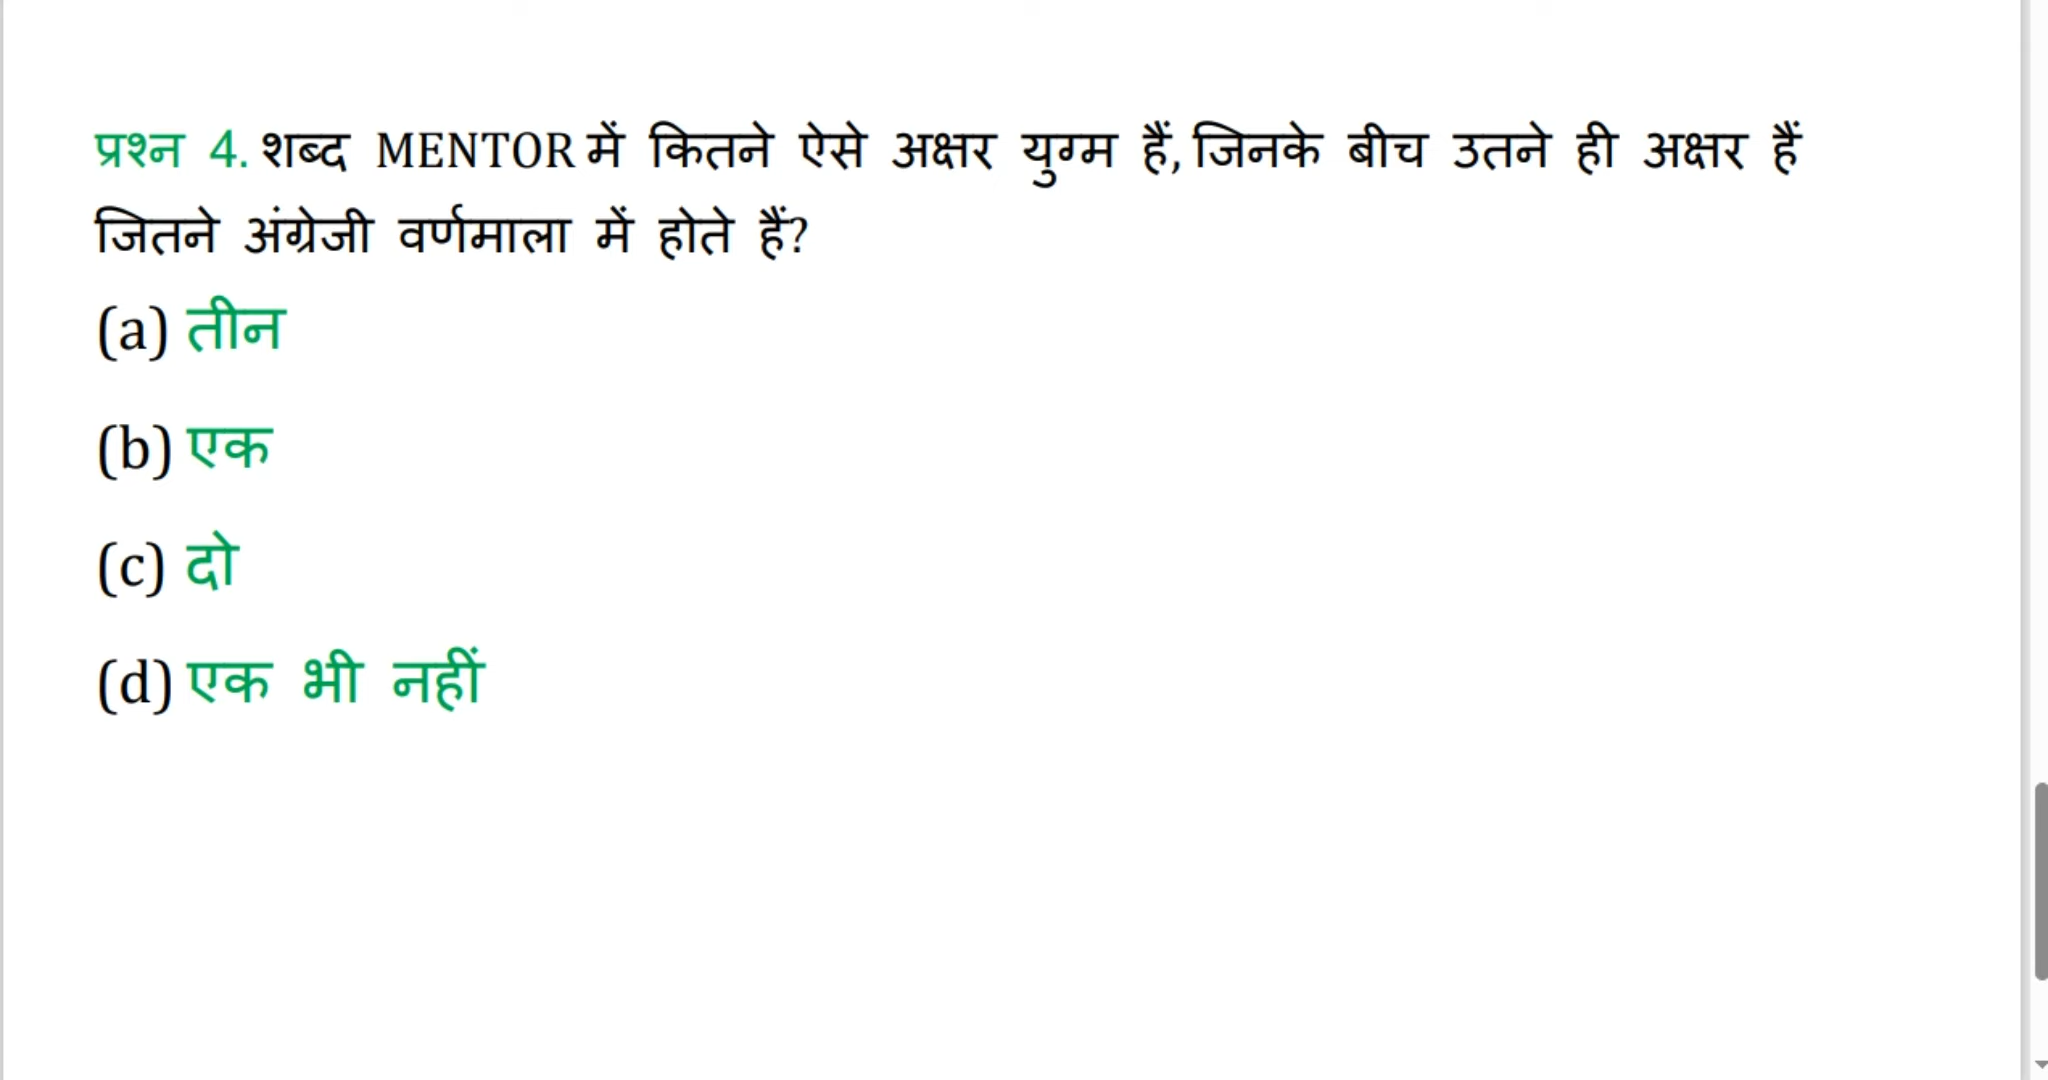 प्रश्न 4. शब्द MENTOR में कितने ऐसे अक्षर युग्म हैं, जिनके बीच उतने ही अक्षर हैं
जितने अंग्रेजी वर्णमाला में होते हैं?
(a) तीन
(b) एक
(c) दो
(d) एक भी नहीं